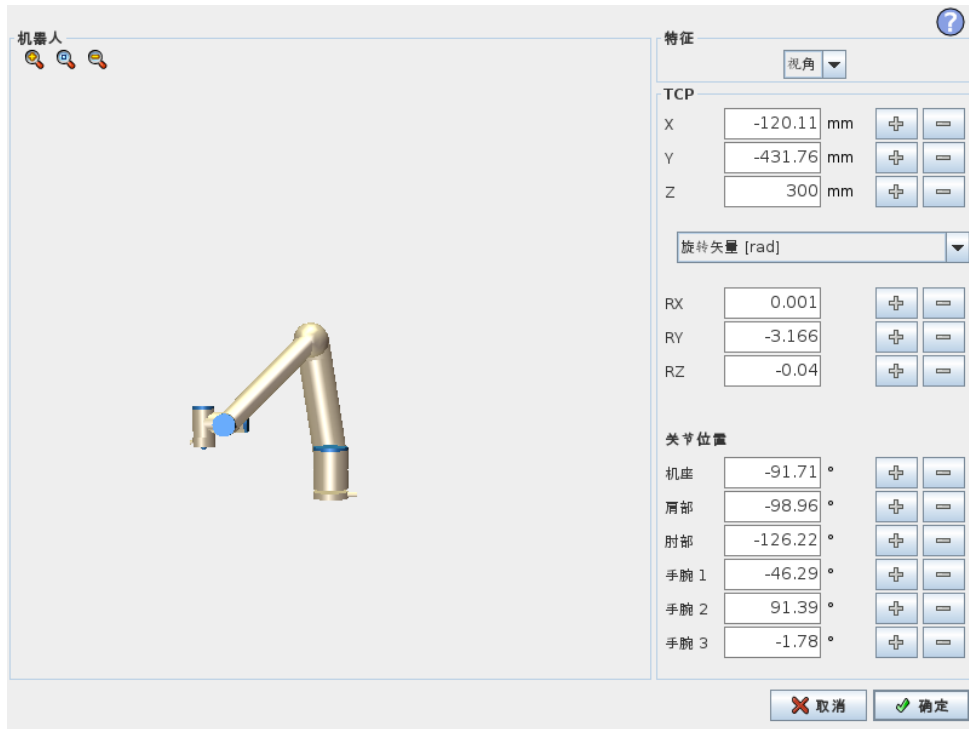 ?
机器人
特征
视角
TCP
X -120.11 mm
Y -431.76 mm
Z 300 mm
旋转矢量 [rad]
RX 0.001
RY -3.166
RZ -0.04
关节位置
机座 -91.71 °
肩部 -98.96 °
肘部 -126.22 °
手腕 1 -46.29 °
手腕 2 91.39 °
手腕 3 -1.78 °
取消 确定